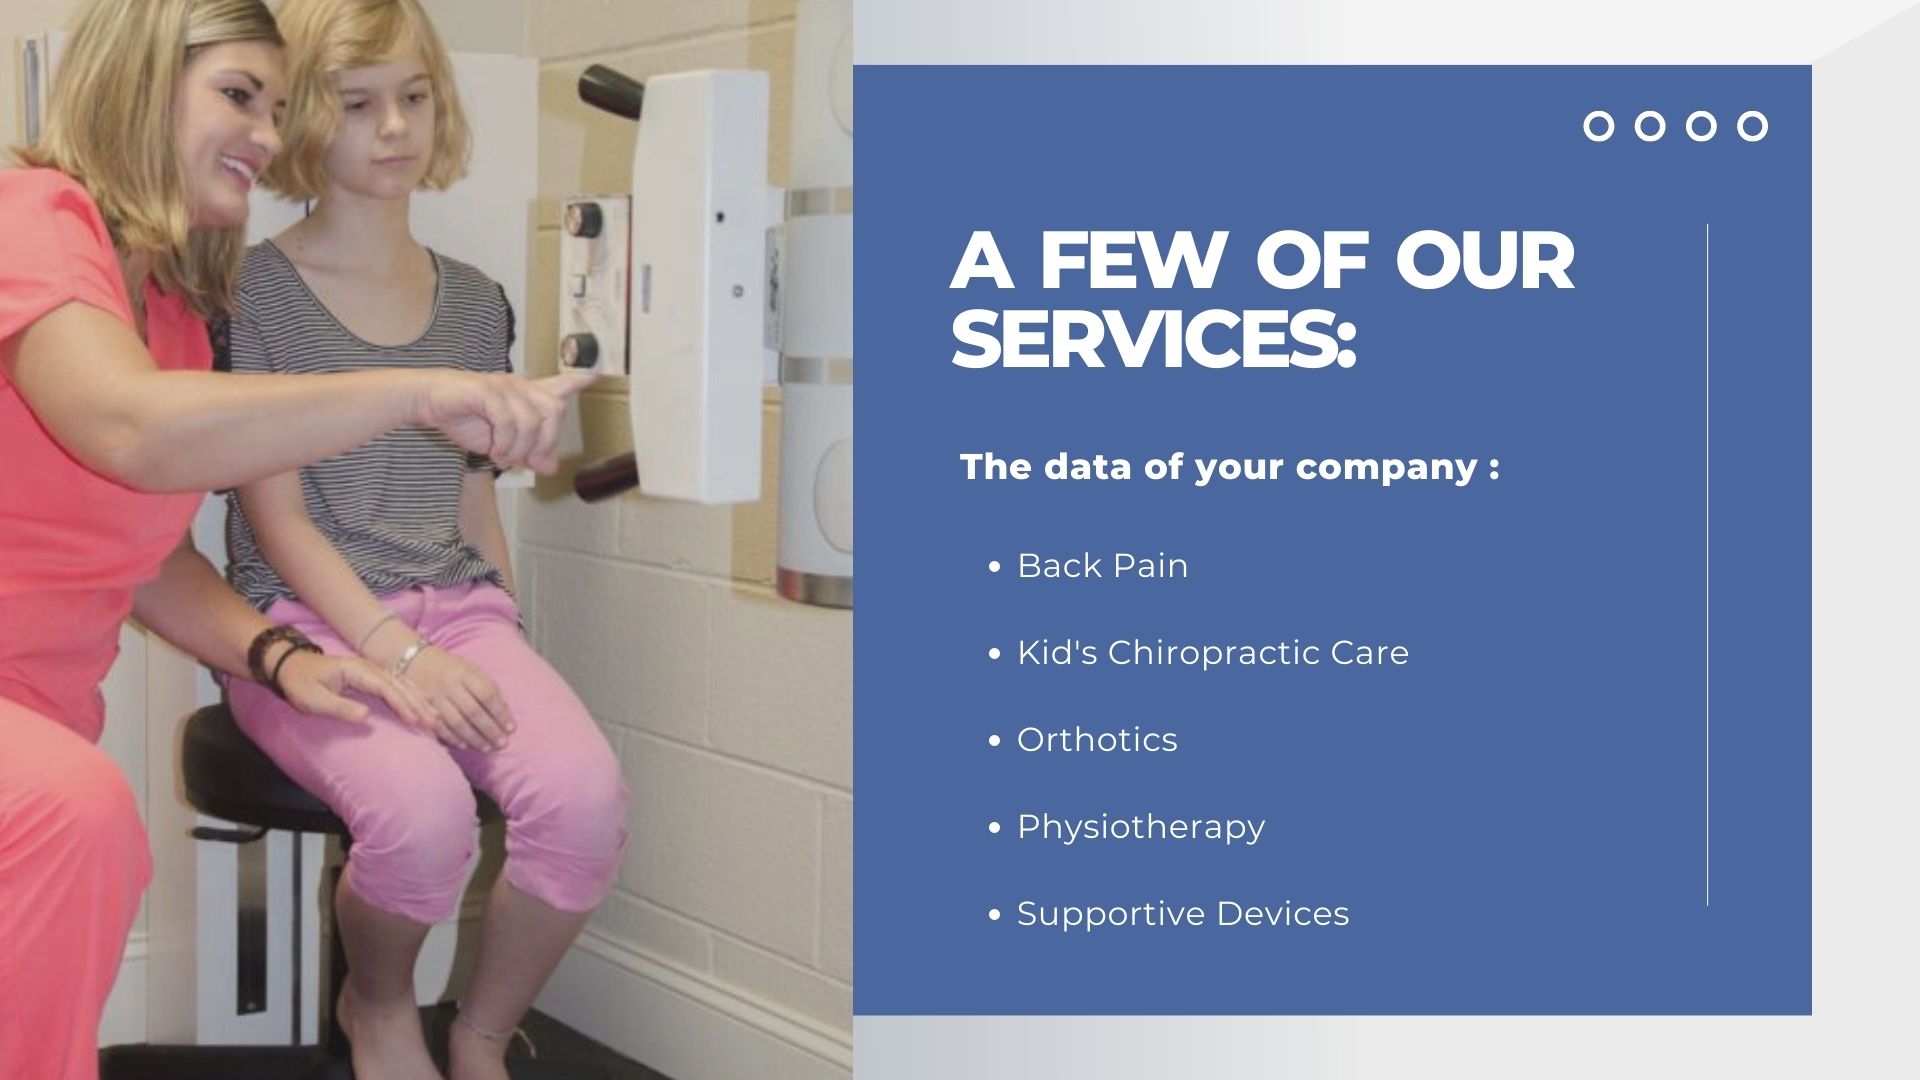 A FEW OF OUR
SERVICES:
The data of your company :
• Back Pain
• Kid's Chiropractic Care
• Orthotics
• Physiotherapy
• Supportive Devices